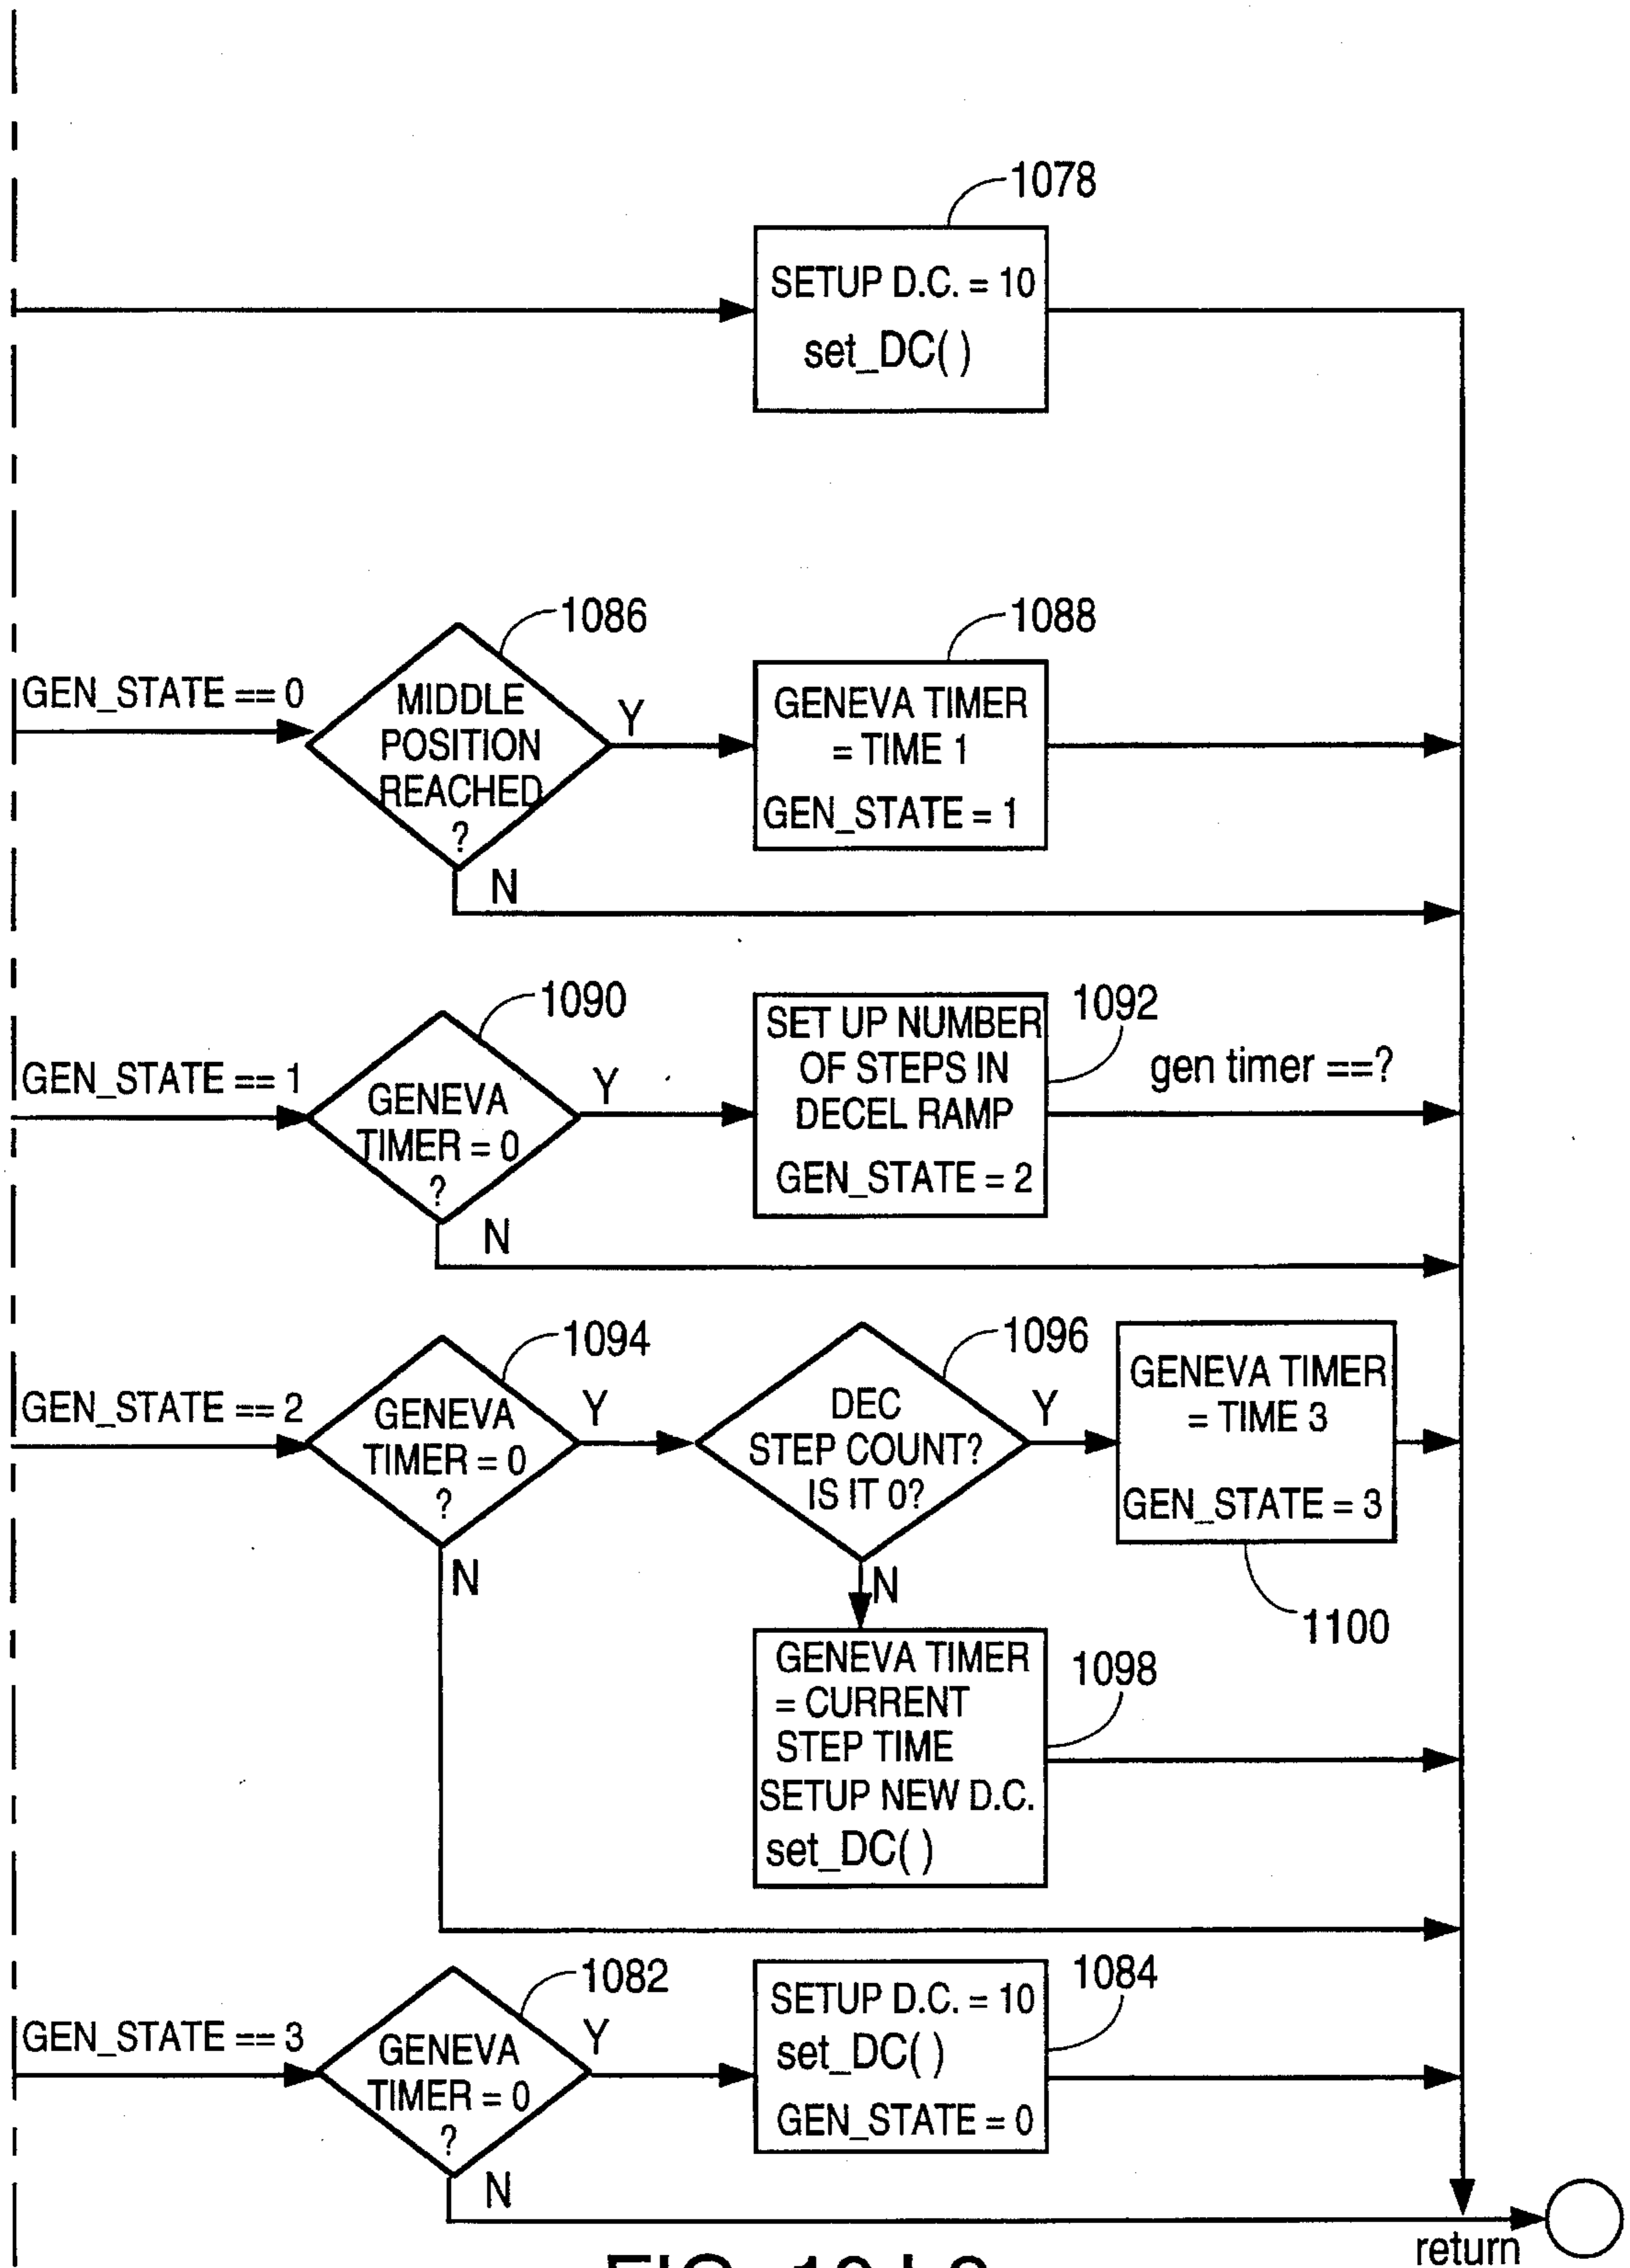 1078
SETUP D.C. = 10
set_DC( )
1086
1088
GEN_STATE == 0
MIDDLE
POSITION
REACHED
?
Y
N
GENEVA TIMER
= TIME 1
GEN_STATE = 1
1090
1092
GEN_STATE == 1
GENEVA
TIMER = 0
?
Y
N
SET UP NUMBER
OF STEPS IN
DECEL RAMP
GEN_STATE = 2
gen timer ==?
1094
1096
GEN_STATE == 2
GENEVA
TIMER = 0
?
Y
N
DEC
STEP COUNT?
IS IT 0?
Y
N
GENEVA TIMER
= TIME 3
GEN_STATE = 3
1100
GENEVA TIMER
= CURRENT
STEP TIME
SETUP NEW D.C.
set_DC( )
1098
1082
1084
GEN_STATE == 3
GENEVA
TIMER = 0
?
Y
N
SETUP D.C. = 10
set_DC( )
GEN_STATE = 0
return